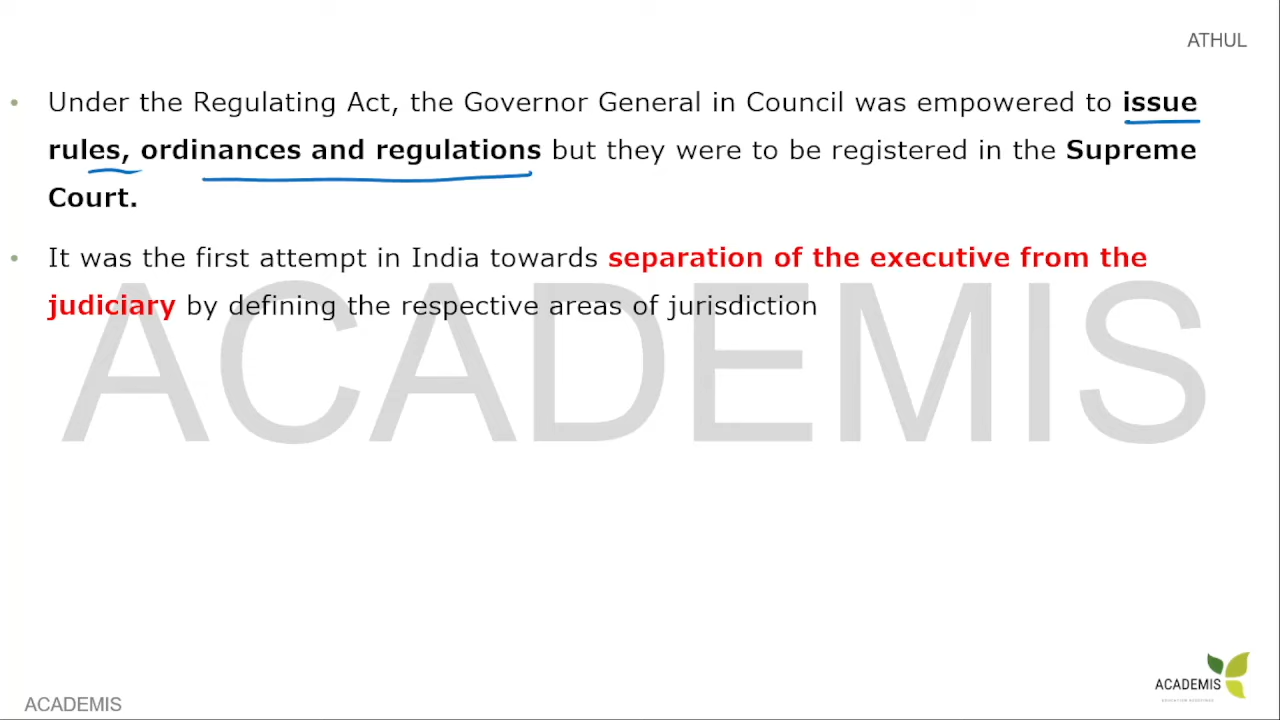 ATHUL
• Under the Regulating Act, the Governor General in Council was empowered to issue
rules, ordinances and regulations but they were to be registered in the Supreme
Court.
• It was the first attempt in India towards separation of the executive from the
judiciary by defining the respective areas of jurisdiction
ACADEMIS
ACADEMIS
ACADEMIS